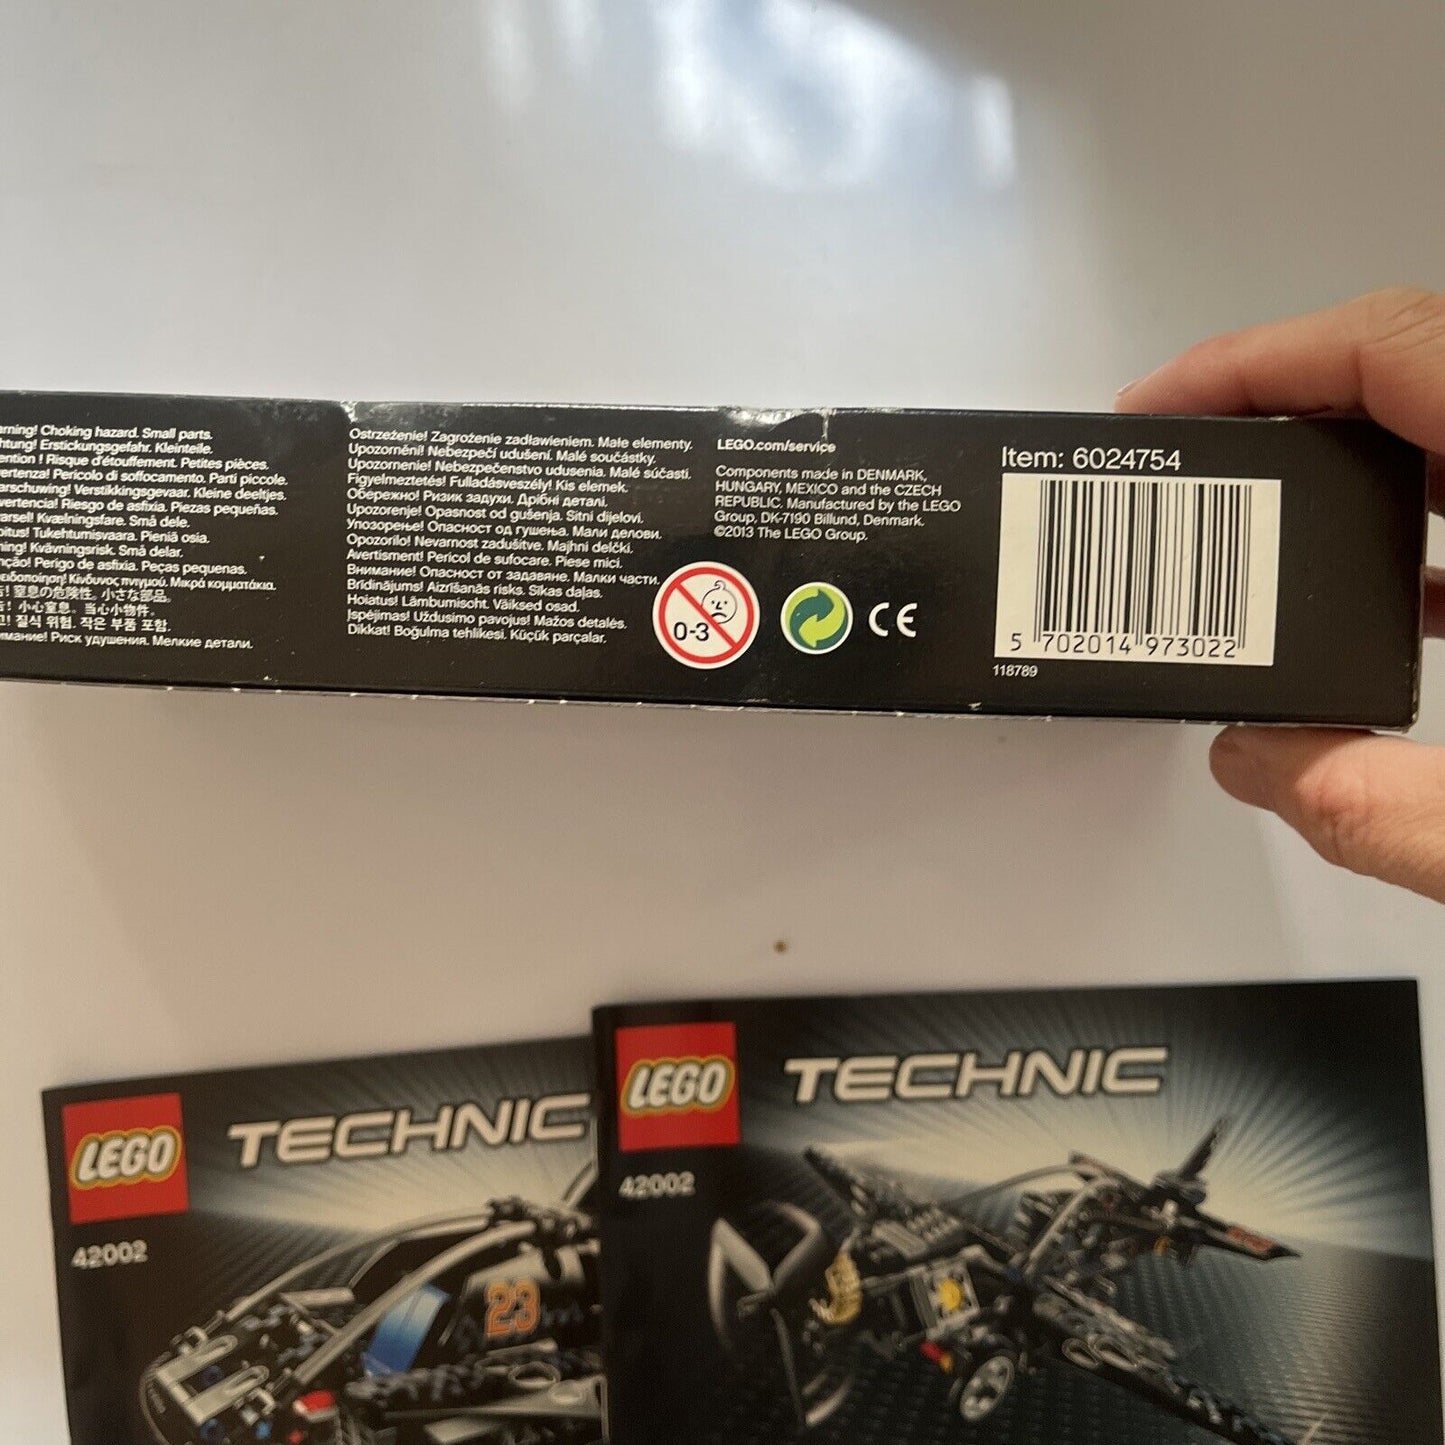 Choking hazard. Small parts.
Erstickungsgefahr. Kleinteile.
! Risque d'étouffement. Petites pièces.
Pericolo di soffocamento. Parti piccole.
Verstikkingsgevaar. Kleine deeltjes.
Riesgo de asfixia. Piezas pequeñas.
Kvælningsfare. Små dele.
Tukehtumisvaara. Pieniä osia.
Kvävningsrisk. Små delar.
Perigo de asfixia. Peças pequenas.
Κίνδυνος πνιγμού. Μικρά κομματάκια.
! 窒息の危険性。小さな部品。
! 小心窒息。当心小物件。
! 질식 위험. 작은 부품 포함.
Риск удушения. Мелкие детали.
Ostrzeżenie! Zagrożenie zadławieniem. Małe elementy.
Upozornění! Nebezpečí udušení. Malé součástky.
Upozornenie! Nebezpečenstvo udusenia. Malé súčasti.
Figyelmeztetés! Fulladásveszély! Kis elemek.
Обережно! Ризик задухи. Дрібні деталі.
Upozorenje! Opasnost od gušenja. Sitni dijelovi.
Упозорење! Опасност од гушења. Мали делови.
Opozorilo! Nevarnost zadušitve. Majhni delčki.
Avertisment! Pericol de sufocare. Piese mici.
Внимание! Опасност от задавяне. Малки части.
Brīdinājums! Aizrīšanās risks. Sīkas daļas.
Hoiatus! Lämbumisoht. Väiksed osad.
Įspėjimas! Uždusimo pavojus! Mažos detalės.
Dikkat! Boğulma tehlikesi. Küçük parçalar.
LEGO.com/service
Components made in DENMARK,
HUNGARY, MEXICO and the CZECH
REPUBLIC. Manufactured by the LEGO
Group, DK-7190 Billund, Denmark.
©2013 The LEGO Group.
0-3
CE
Item: 6024754
5 702014 973022
118789
LEGO TECHNIC
42002
23
LEGO TECHNIC
42002